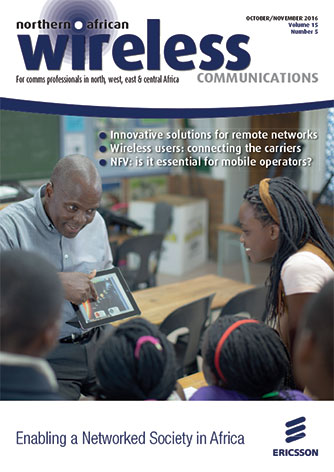 northern african
wireless
COMMUNICATIONS
OCTOBER/NOVEMBER 2016
Volume 15
Number 5
For comms professionals in north, west, east & central Africa
• Innovative solutions for remote networks
• Wireless users: connecting the carriers
• NFV: is it essential for mobile operators?
Enabling a Networked Society in Africa
ERICSSON